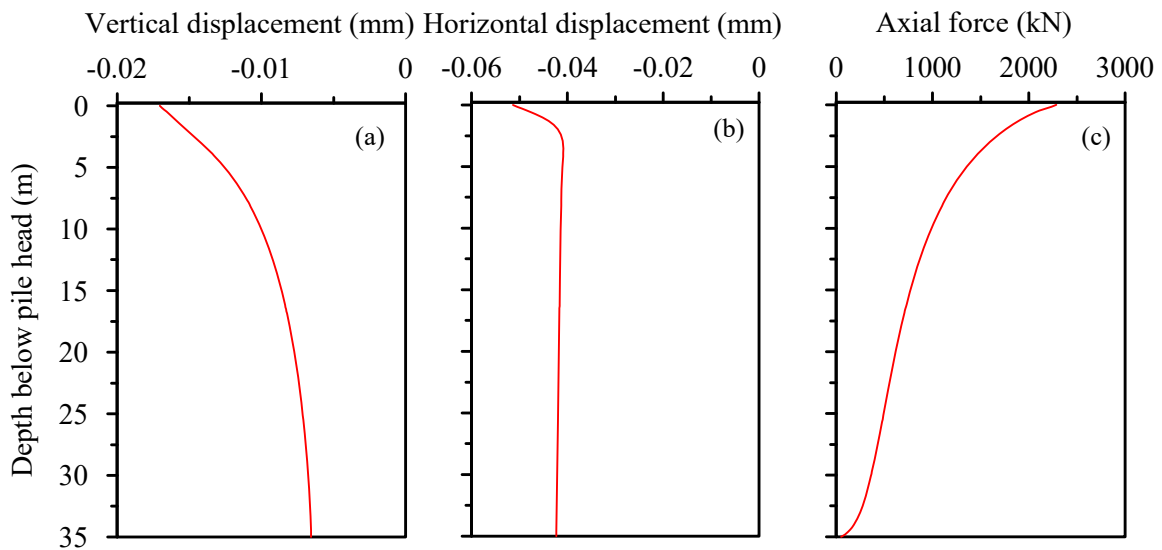 Vertical displacement (mm) Horizontal displacement (mm) Axial force (kN)
-0.02 -0.01 0 -0.06 -0.04 -0.02 0 0 1000 2000 3000
0
(a) (b) (c)
5
10
15
20
25
30
35
Depth below pile head (m)